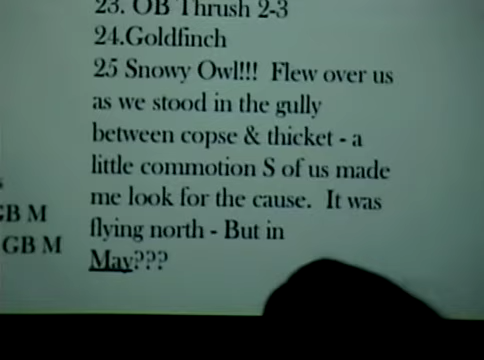 23. OB Thrush 2-3
24.Goldfinch
25 Snowy Owl!!! Flew over us
as we stood in the gully
between copse & thicket - a
little commotion S of us made
me look for the cause. It was
GB M
flying north - But in
GB M
May???